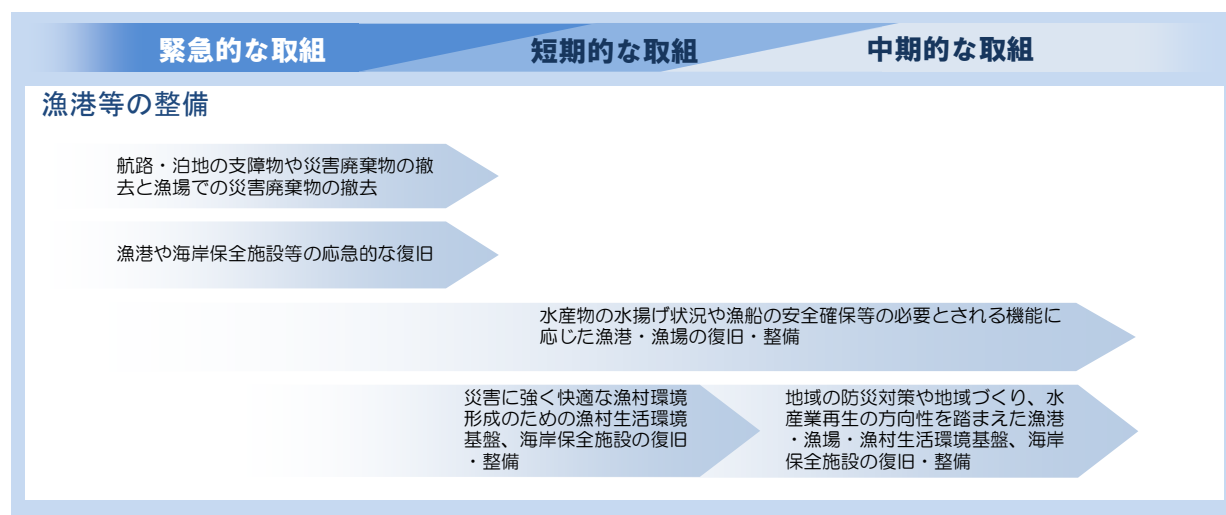 緊急的な取組
短期的な取組
中期的な取組
漁港等の整備
航路・泊地の支障物や災害廃棄物の撤
去と漁場での災害廃棄物の撤去
漁港や海岸保全施設等の応急的な復旧
水産物の水揚げ状況や漁船の安全確保等の必要とされる機能に
応じた漁港・漁場の復旧・整備
災害に強く快適な漁村環境
形成のための漁村生活環境
基盤、海岸保全施設の復旧
・整備
地域の防災対策や地域づくり、水
産業再生の方向性を踏まえた漁港
・漁場・漁村生活環境基盤、海岸
保全施設の復旧・整備